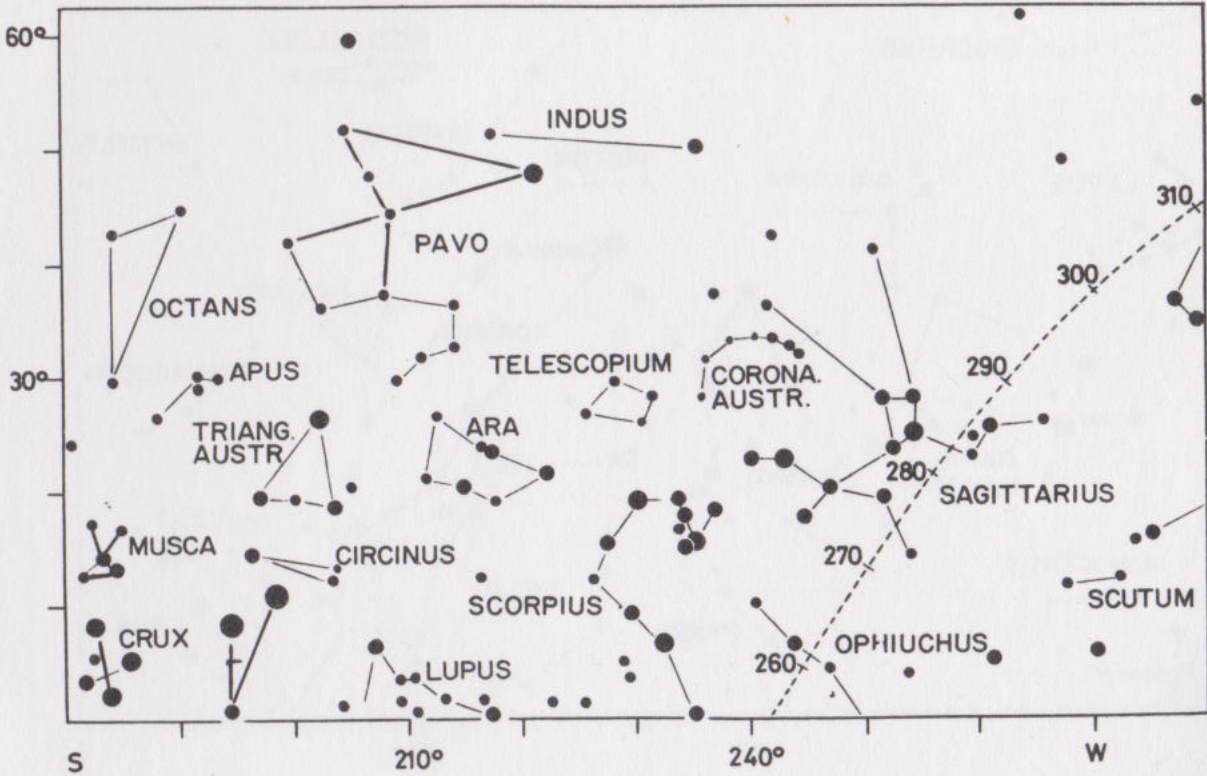 60°
INDUS
310
PAVO
300
OCTANS
290
TELESCOPIUM
APUS
30°
CORONA.
AUSTR.
ARA
TRIANG.
AUSTR.
280
SAGITTARIUS
MUSCA
CIRCINUS
270
SCORPIUS
SCUTUM
CRUX
OPHIUCHUS
LUPUS
260
S
210°
240°
W